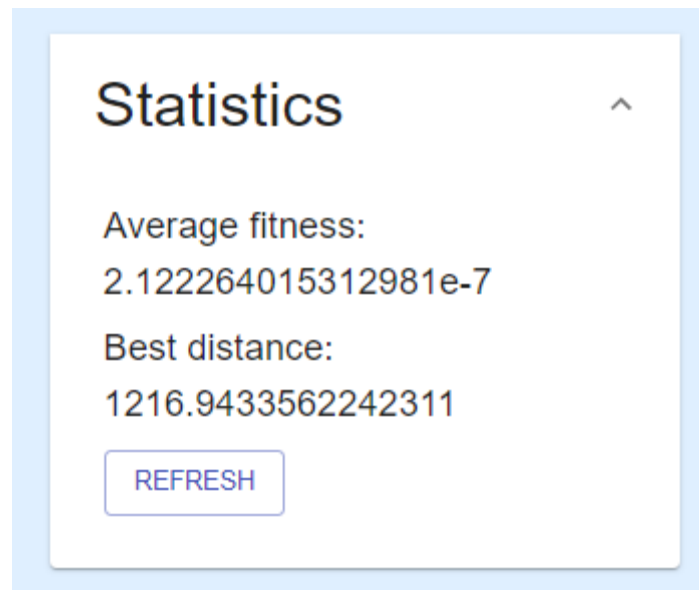 Statistics
Average fitness:
2.122264015312981e-7
Best distance:
1216.9433562242311
REFRESH